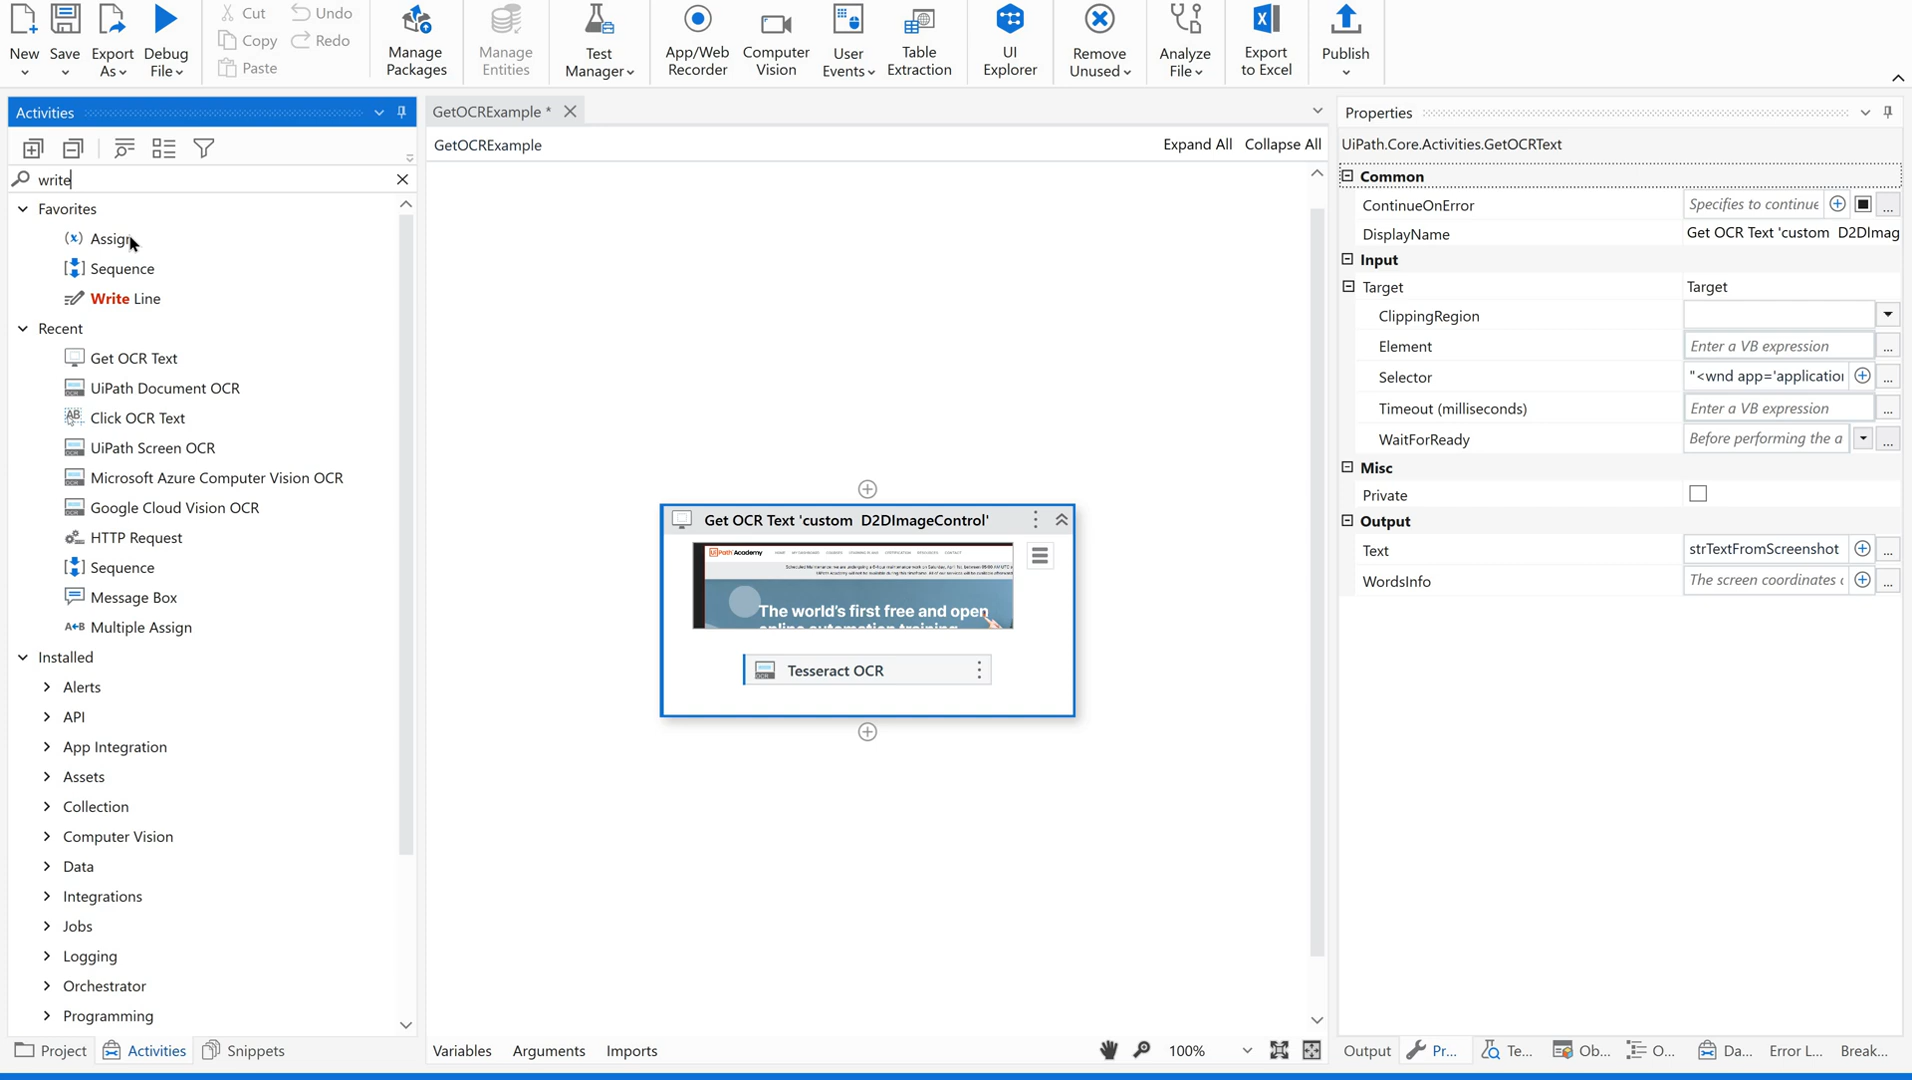 New
Save
Export As
Debug File
Cut
Copy
Paste
Undo
Redo
Manage Packages
Manage Entities
Test Manager
App/Web Recorder
Computer Vision
User Events
Table Extraction
UI Explorer
Remove Unused
Analyze File
Export to Excel
Publish
Activities
write
Favorites
(x) Assign
Sequence
Write Line
Recent
Get OCR Text
UiPath Document OCR
Click OCR Text
UiPath Screen OCR
Microsoft Azure Computer Vision OCR
Google Cloud Vision OCR
HTTP Request
Sequence
Message Box
Multiple Assign
Installed
Alerts
API
App Integration
Assets
Collection
Computer Vision
Data
Integrations
Jobs
Logging
Orchestrator
Programming
Project
Activities
Snippets
GetOCRExample *
GetOCRExample
Expand All
Collapse All
Get OCR Text 'custom D2DImageControl'
UiPath Academy
The world's first free and open
online automation training
Tesseract OCR
Variables
Arguments
Imports
100%
Properties
UiPath.Core.Activities.GetOCRText
Common
ContinueOnError
Specifies to continue
DisplayName
Get OCR Text 'custom D2DImag
Input
Target
Target
ClippingRegion
Element
Enter a VB expression
Selector
"<wnd app='application
Timeout (milliseconds)
Enter a VB expression
WaitForReady
Before performing the a
Misc
Private
Output
Text
strTextFromScreenshot
WordsInfo
The screen coordinates
Output
Pr...
Te...
Ob...
O...
Da...
Error L...
Break...